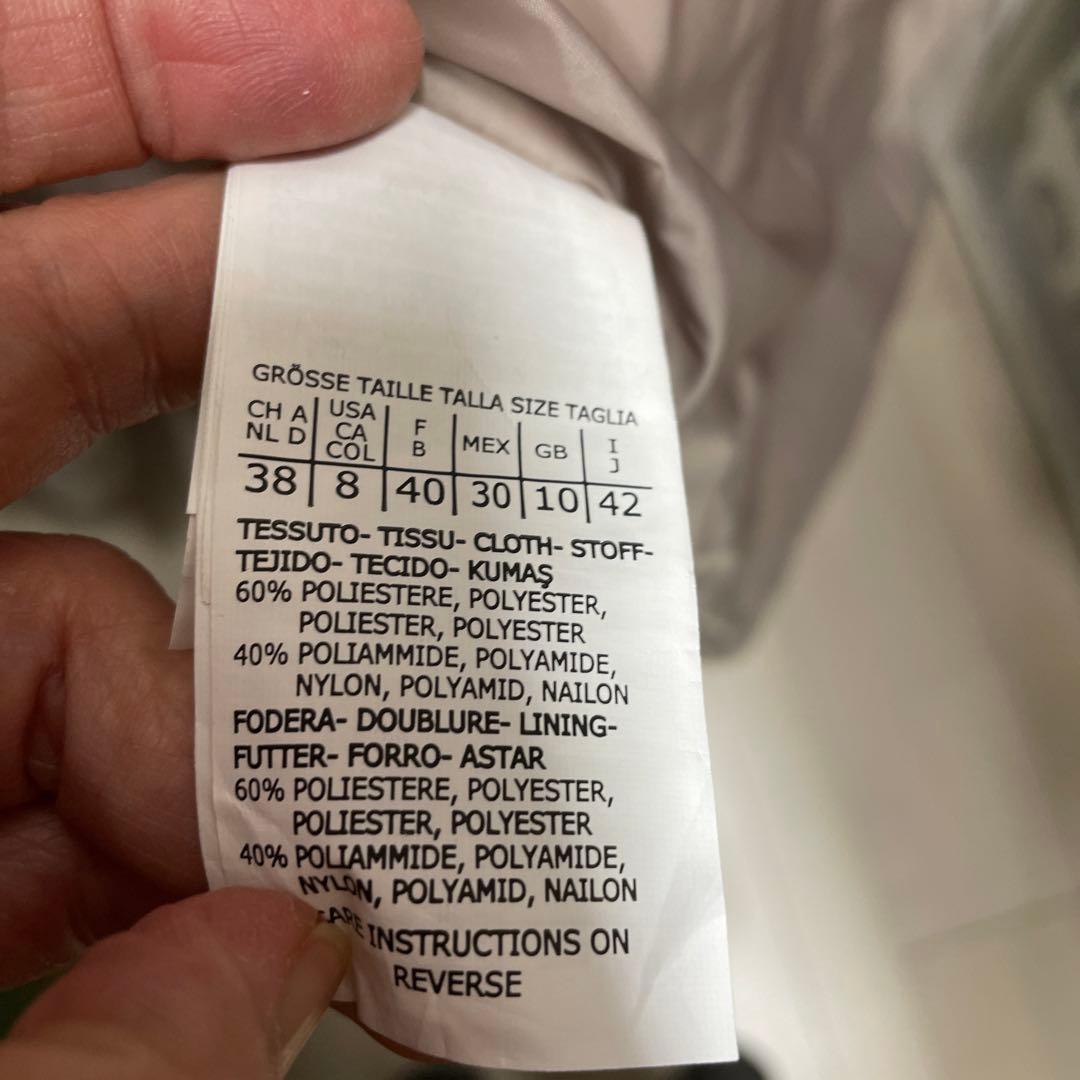 GRÖSSE TAILLE TALLA SIZE TAGLIA
CH A | USA | F | MEX | GB | I
NL D | CA | B | J
COL
38 | 8 | 40 | 30 | 10 | 42
TESSUTO- TISSU- CLOTH- STOFF-
TEJIDO- TECIDO- KUMAŞ
60% POLIESTERE, POLYESTER,
POLIESTER, POLYESTER
40% POLIAMMIDE, POLYAMIDE,
NYLON, POLYAMID, NAILON
FODERA- DOUBLURE- LINING-
FUTTER- FORRO- ASTAR
60% POLIESTERE, POLYESTER,
POLIESTER, POLYESTER
40% POLIAMMIDE, POLYAMIDE,
NYLON, POLYAMID, NAILON
CARE INSTRUCTIONS ON
REVERSE